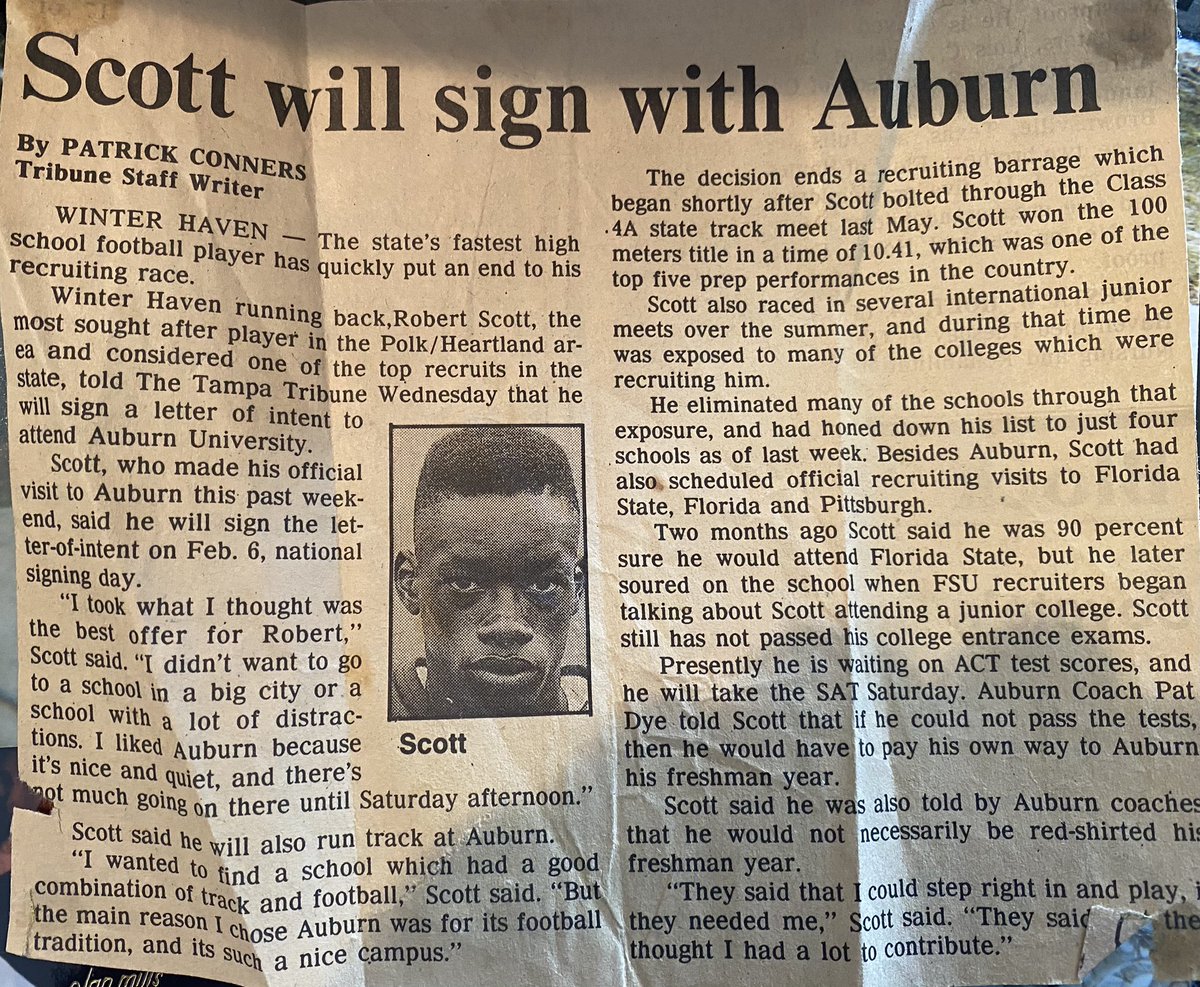 Scott will sign with Auburn
By PATRICK CONNERS
Tribune Staff Writer
WINTER HAVEN — The state's fastest high
school football player has quickly put an end to his
recruiting race.
Winter Haven running back,Robert Scott, the
most sought after player in the Polk/Heartland ar-
ea and considered one of the top recruits in the
state, told The Tampa Tribune Wednesday that he
will sign a letter of intent to
attend Auburn University.
Scott, who made his official
visit to Auburn this past week-
end, said he will sign the let-
ter-of-intent on Feb. 6, national
signing day.
"I took what I thought was
the best offer for Robert,"
Scott said. "I didn't want to go
to a school in a big city or a
school with a lot of distrac-
tions. I liked Auburn because
it's nice and quiet, and there's
not much going on there until Saturday afternoon."
Scott said he will also run track at Auburn.
"I wanted to find a school which had a good
combination of track and football," Scott said. "But
the main reason I chose Auburn was for its football
tradition, and its such a nice campus."
Scott
The decision ends a recruiting barrage which
began shortly after Scott bolted through the Class
4A state track meet last May. Scott won the 100
meters title in a time of 10.41, which was one of the
top five prep performances in the country.
Scott also raced in several international junior
meets over the summer, and during that time he
was exposed to many of the colleges which were
recruiting him.
He eliminated many of the schools through that
exposure, and had honed down his list to just four
schools as of last week. Besides Auburn, Scott had
also scheduled official recruiting visits to Florida
State, Florida and Pittsburgh.
Two months ago Scott said he was 90 percent
sure he would attend Florida State, but he later
soured on the school when FSU recruiters began
talking about Scott attending a junior college. Scott
still has not passed his college entrance exams.
Presently he is waiting on ACT test scores, and
he will take the SAT Saturday. Auburn Coach Pat
Dye told Scott that if he could not pass the tests,
then he would have to pay his own way to Auburn
his freshman year.
Scott said he was also told by Auburn coaches
that he would not necessarily be red-shirted his
freshman year.
"They said that I could step right in and play,
they needed me," Scott said. "They said the
thought I had a lot to contribute."